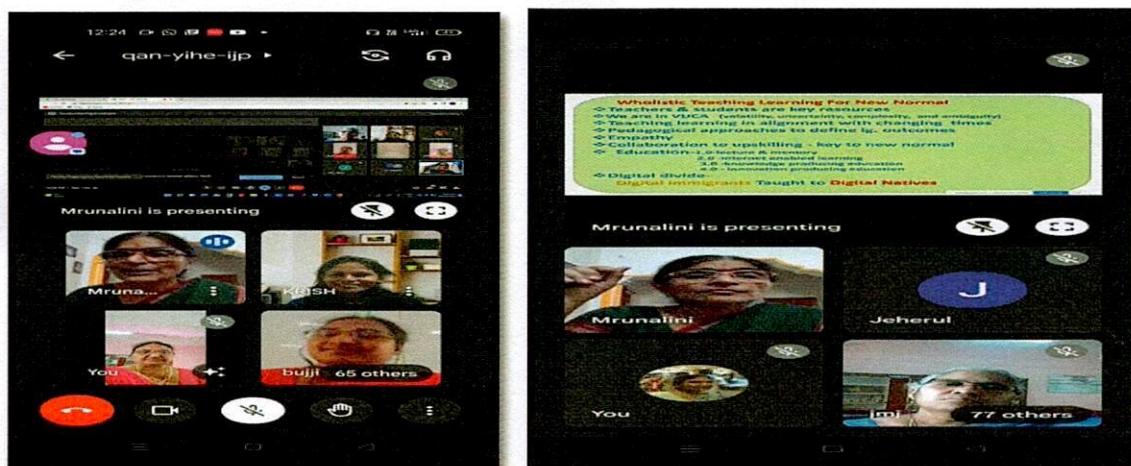 12:24
qan-yihe-ijp
Mrunalini is presenting
Mruna...
KRISH
You
bujji
65 others
Wholistic Teaching Learning For New Normal
❖Teachers & students are key resources
❖We are in VUCA (volatility, uncertainty, complexity, and ambiguity)
❖Teaching learning in alignment with changing times
❖Pedagogical approaches to define lg. outcomes
❖Empathy
❖Collaboration to upskilling - key to new normal
Education-1.0-lecture & memory
2.0 -internet enabled learning
3.0 -knowledge producing education
4.0 - innovation producing education
❖Digital divide-
Digital Immigrants Taught to Digital Natives
Mrunalini is presenting
Mrunalini
J
Jeherul
You
jmj
77 others